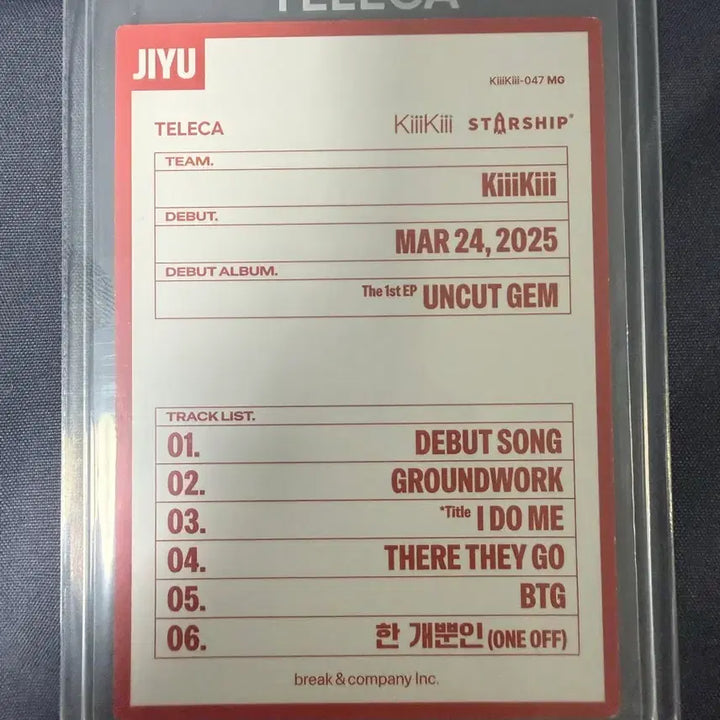 TELECA
JIYU
KiiiKiii-047 MG
TELECA KiiiKiii STARSHIP
TEAM.
KiiiKiii
DEBUT.
MAR 24, 2025
DEBUT ALBUM.
The 1st EP UNCUT GEM
TRACK LIST.
01. DEBUT SONG
02. GROUNDWORK
03. *Title I DO ME
04. THERE THEY GO
05. BTG
06. 한 개뿐인 (ONE OFF)
break & company Inc.